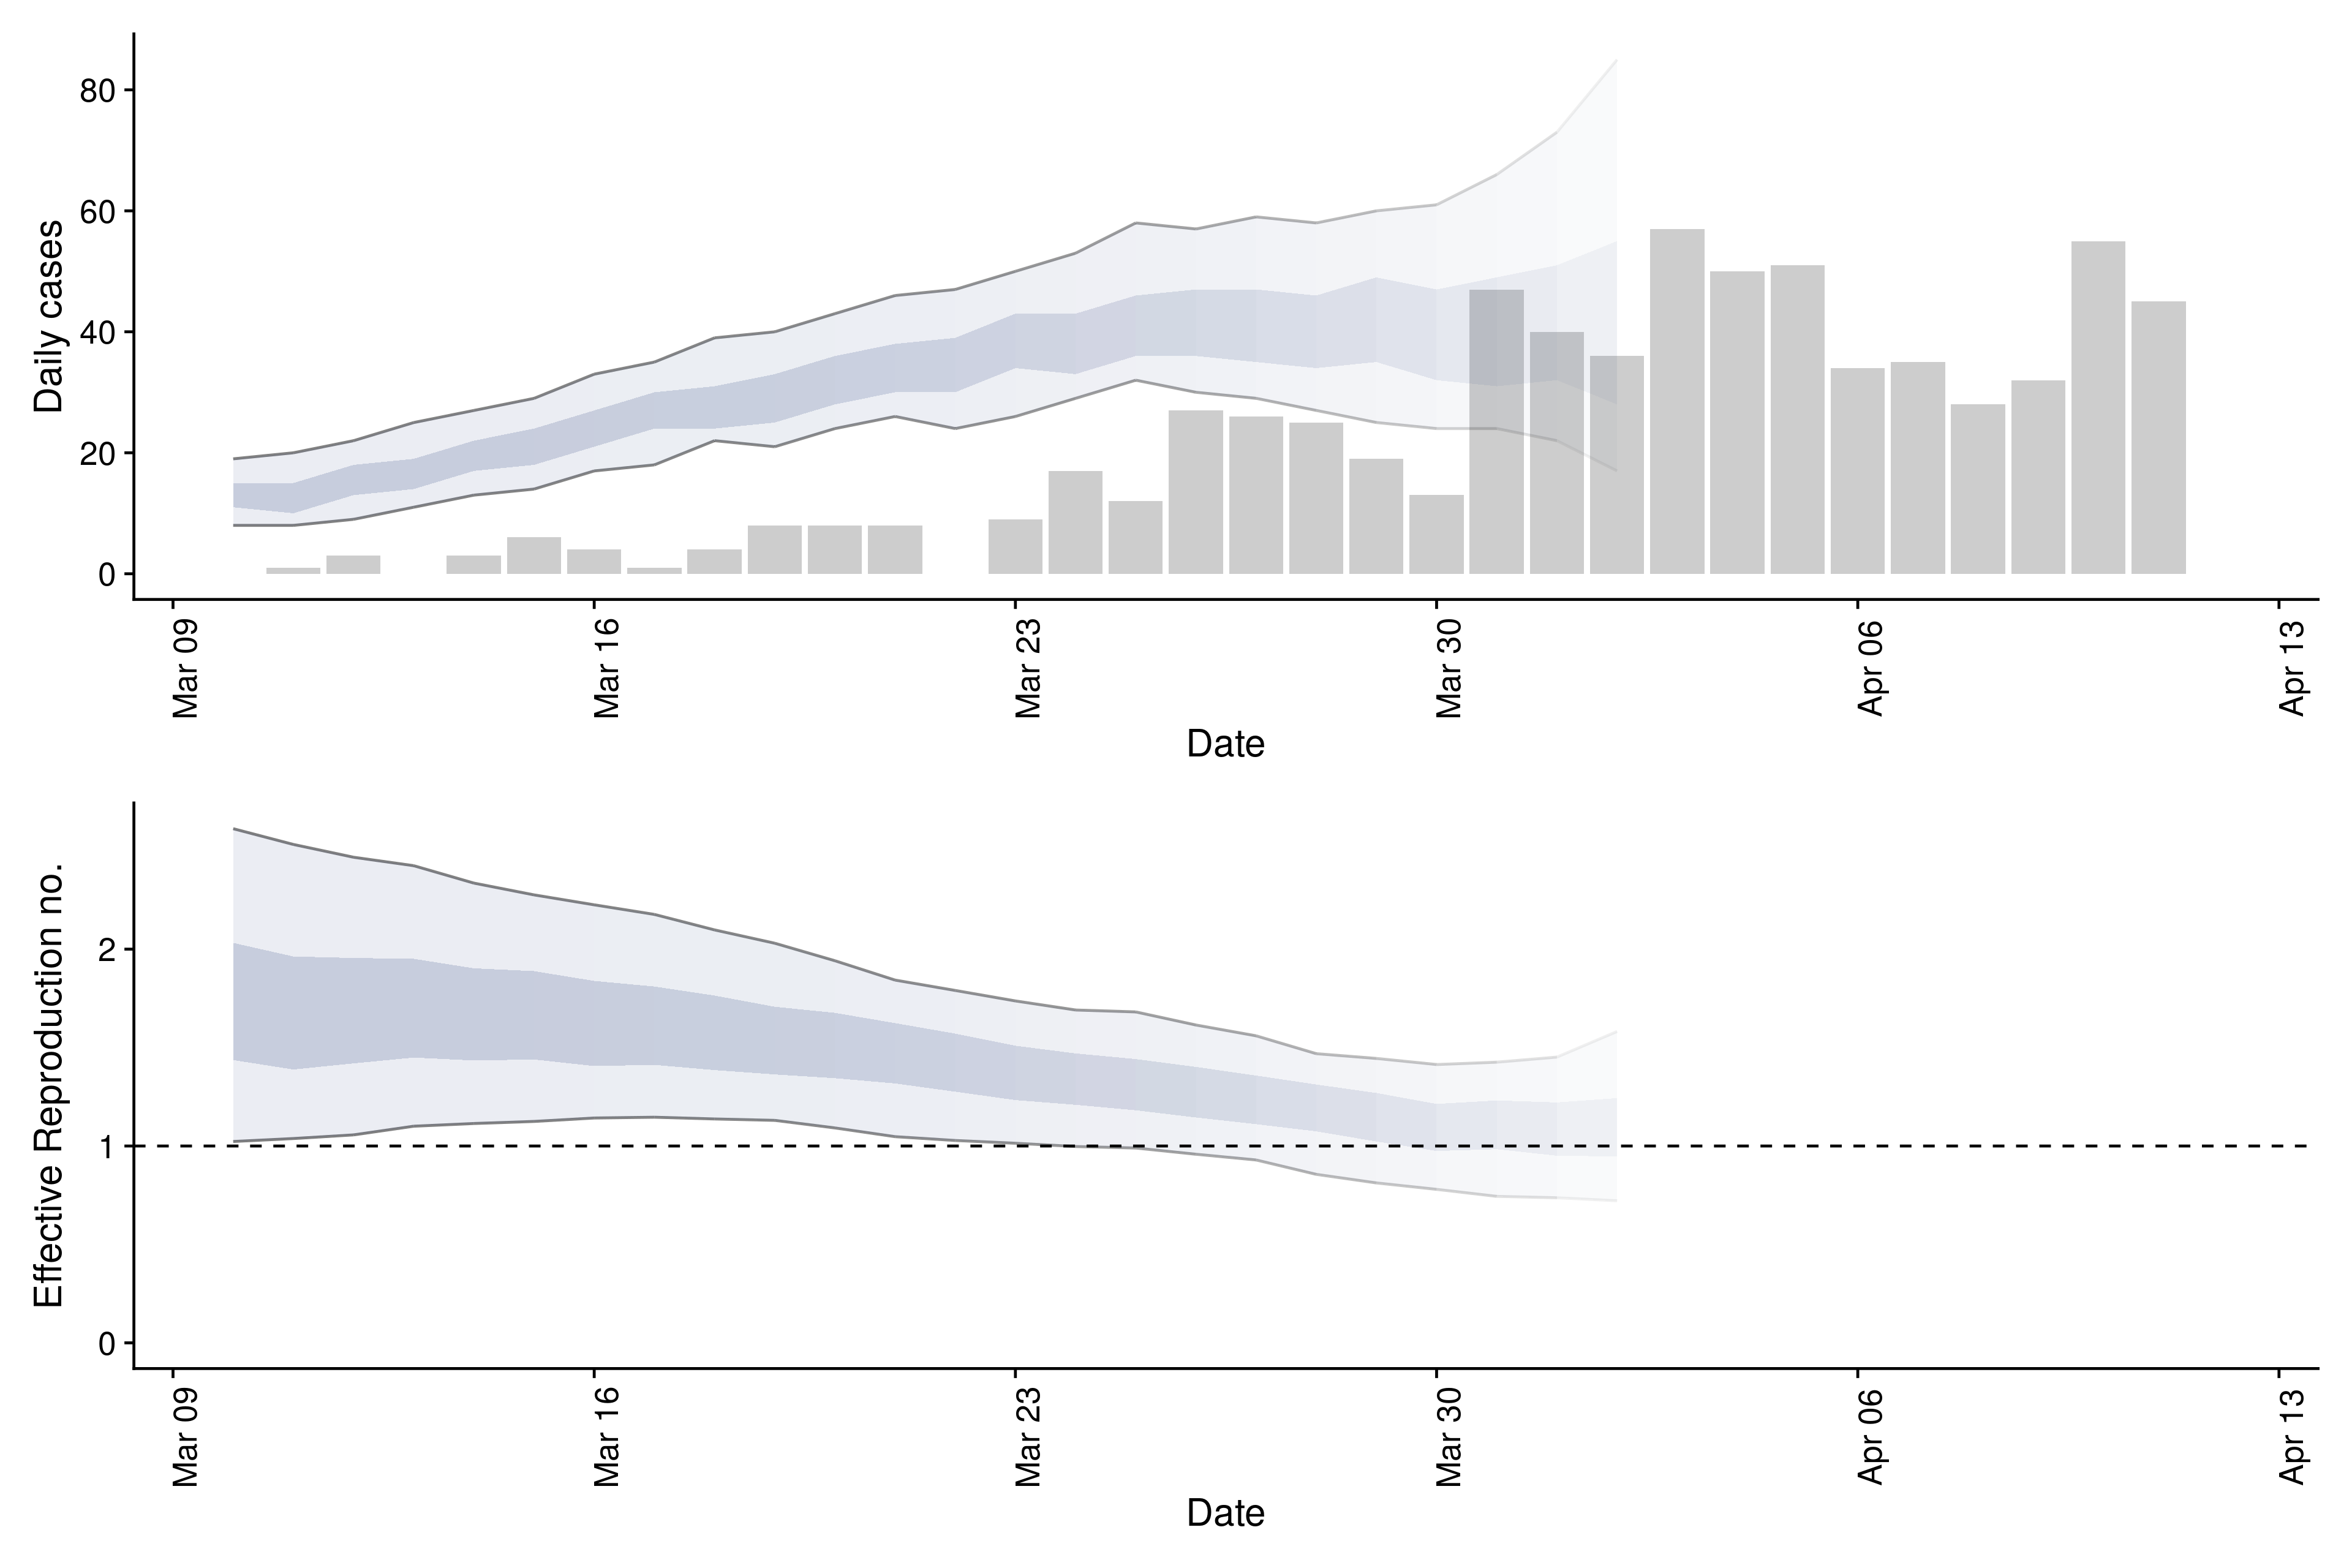 Daily cases
80
60
40
20
0
Mar 09
Mar 16
Mar 23
Mar 30
Apr 06
Apr 13
Date
Effective Reproduction no.
2
1
0
Mar 09
Mar 16
Mar 23
Mar 30
Apr 06
Apr 13
Date